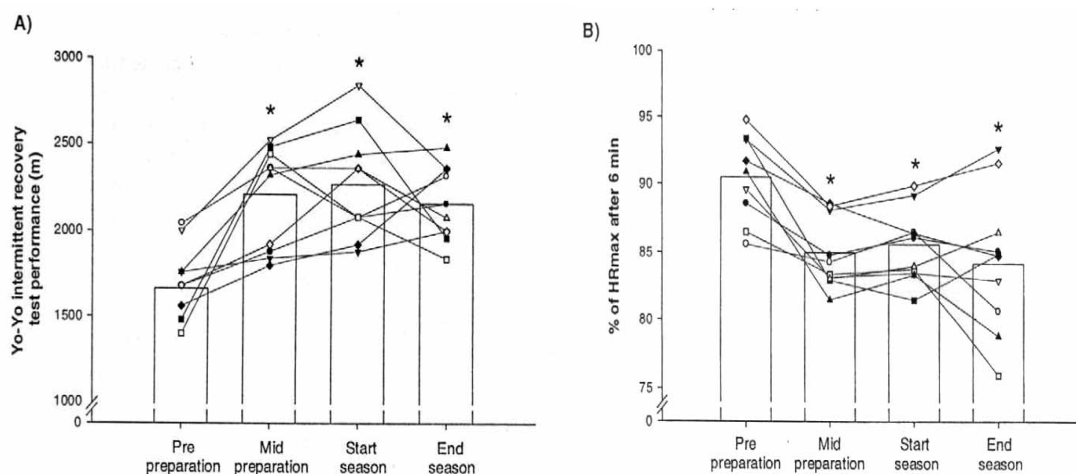 A)
Yo-Yo intermittent recovery
test performance (m)
3000
2500
2000
1500
1000
0
*
*
*
Pre
preparation
Mid
preparation
Start
season
End
season
B)
% of HRmax after 6 min
100
95
90
85
80
75
0
*
*
*
Pre
preparation
Mid
preparation
Start
season
End
season